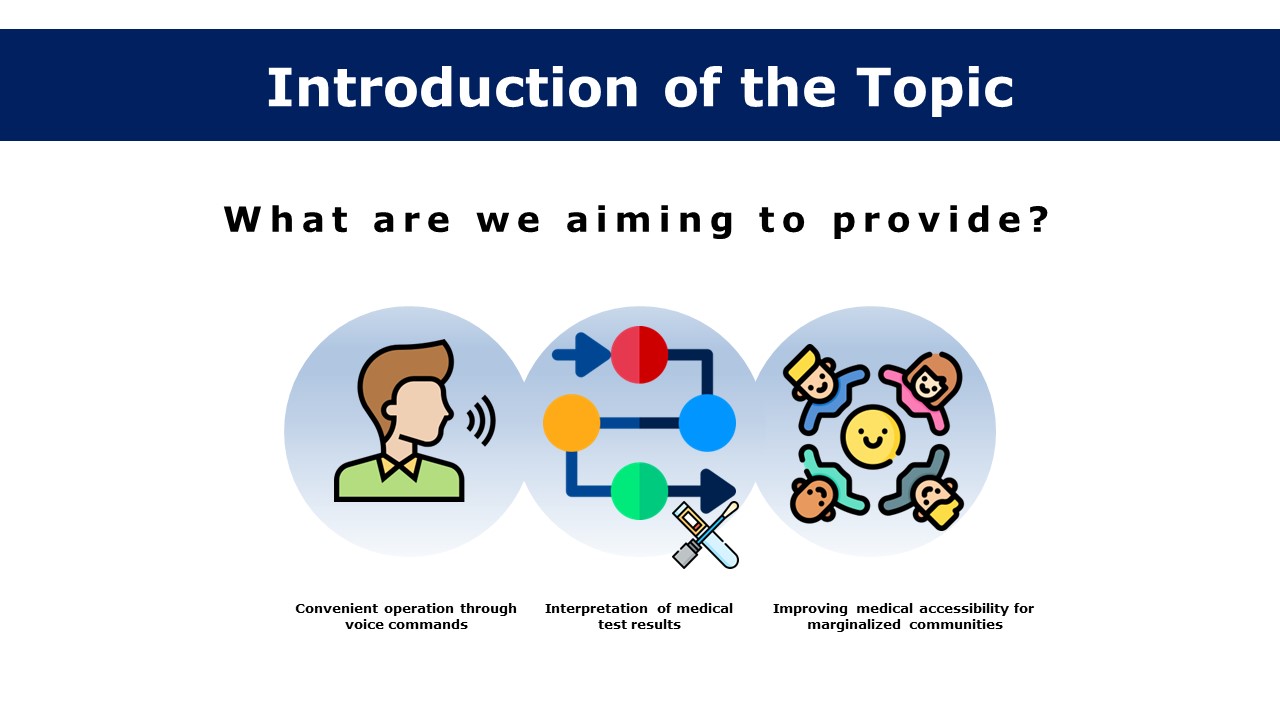 Introduction of the Topic
What are we aiming to provide?
Convenient operation through
voice commands
Interpretation of medical
test results
Improving medical accessibility for
marginalized communities